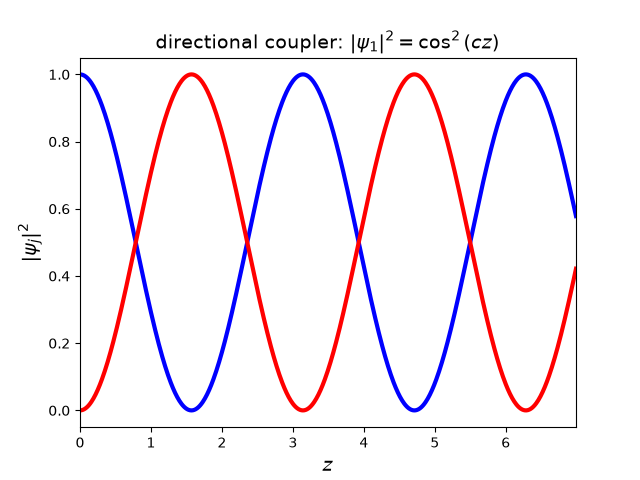 directional coupler: |ψ₁|² = cos² (cz)
|ψⱼ|²
1.0
0.8
0.6
0.4
0.2
0.0
0 1 2 3 4 5 6
z